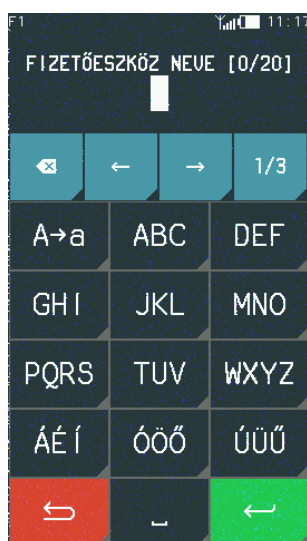 F1 11:17
FIZETŐESZKÖZ NEVE [0/20]
← → 1/3
A→a ABC DEF
GHI JKL MNO
PQRS TUV WXYZ
ÁÉÍ ÓÖŐ ÚÜŰ